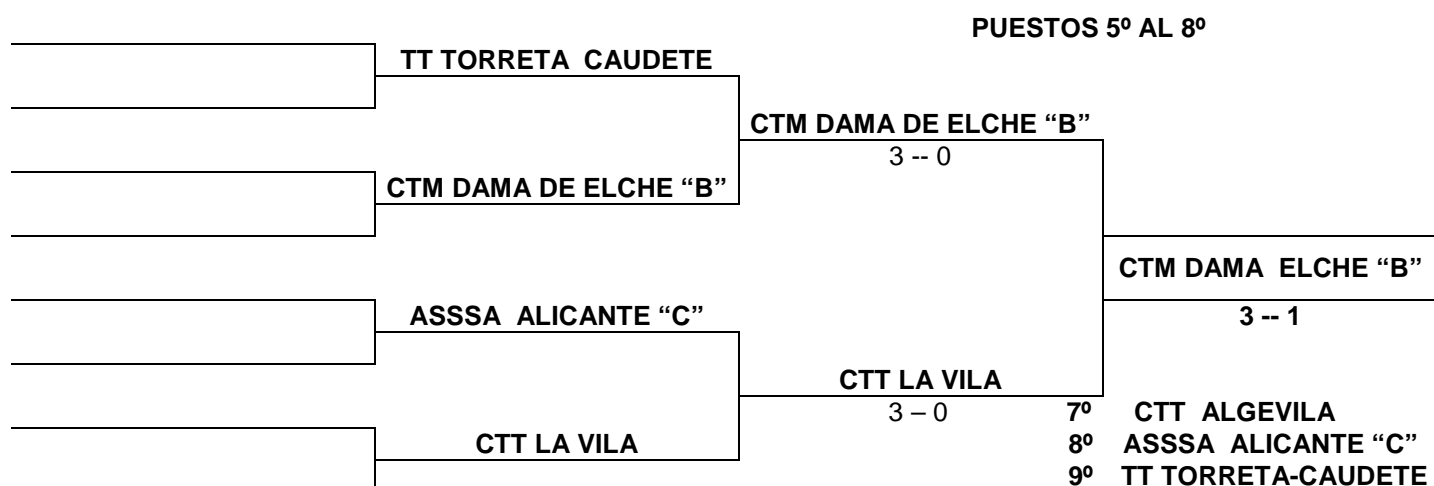 PUESTOS 5º AL 8º
TT TORRETA CAUDETE
CTM DAMA DE ELCHE “B”
3 -- 0
CTM DAMA DE ELCHE “B”
CTM DAMA ELCHE “B”
3 -- 1
ASSSA ALICANTE “C”
CTT LA VILA
3 – 0
CTT LA VILA
7º CTT ALGEVILA
8º ASSSA ALICANTE “C”
9º TT TORRETA-CAUDETE